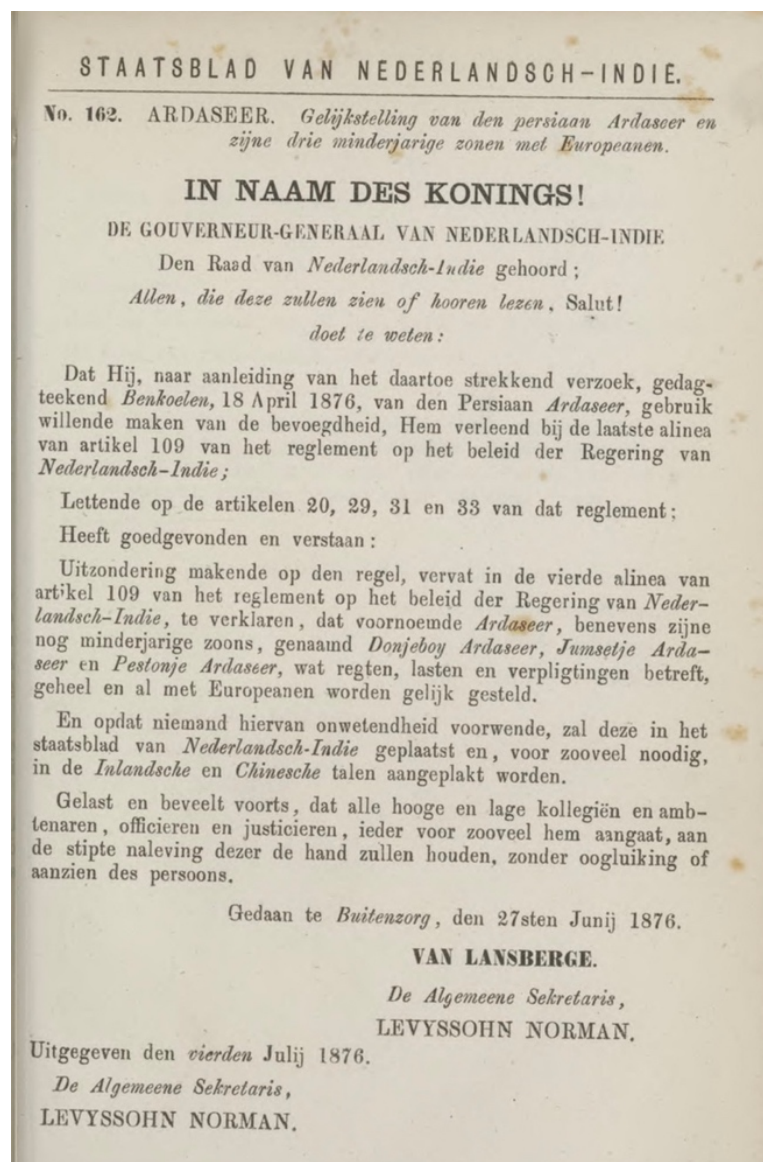 STAATSBLAD VAN NEDERLANDSCH-INDIE.
No. 162. ARDASEER. Gelijkstelling van den persiaan Ardaseer en
zijne drie minderjarige zonen met Europeanen.
IN NAAM DES KONINGS!
DE GOUVERNEUR-GENERAAL VAN NEDERLANDSCH-INDIE
Den Raad van Nederlandsch-Indie gehoord;
Allen, die deze zullen zien of hooren lezen, Salut!
doet te weten:
Dat Hij, naar aanleiding van het daartoe strekkend verzoek, gedag-
teekend Benkoelen, 18 April 1876, van den Persiaan Ardaseer, gebruik
willende maken van de bevoegdheid, Hem verleend bij de laatste alinea
van artikel 109 van het reglement op het beleid der Regering van
Nederlandsch-Indie;
Lettende op de artikelen 20, 29, 31 en 33 van dat reglement;
Heeft goedgevonden en verstaan:
Uitzondering makende op den regel, vervat in de vierde alinea van
artikel 109 van het reglement op het beleid der Regering van Neder-
landsch-Indie, te verklaren, dat voornoemde Ardaseer, benevens zijne
nog minderjarige zoons, genaamd Donjeboy Ardaseer, Jumsetje Arda-
seer en Pestonje Ardaseer, wat regten, lasten en verpligtingen betreft,
geheel en al met Europeanen worden gelijk gesteld.
En opdat niemand hiervan onwetendheid voorwende, zal deze in het
staatsblad van Nederlandsch-Indie geplaatst en, voor zooveel noodig,
in de Inlandsche en Chinesche talen aangeplakt worden.
Gelast en beveelt voorts, dat alle hooge en lage kollegiën en amb-
tenaren, officieren en justicieren, ieder voor zooveel hem aangaat, aan
de stipte naleving dezer de hand zullen houden, zonder oogluiking of
aanzien des persoons.
Gedaan te Buitenzorg, den 27sten Junij 1876.
VAN LANSBERGE.
De Algemeene Sekretaris,
LEVYSSOHN NORMAN.
Uitgegeven den vierden Julij 1876.
De Algemeene Sekretaris,
LEVYSSOHN NORMAN.